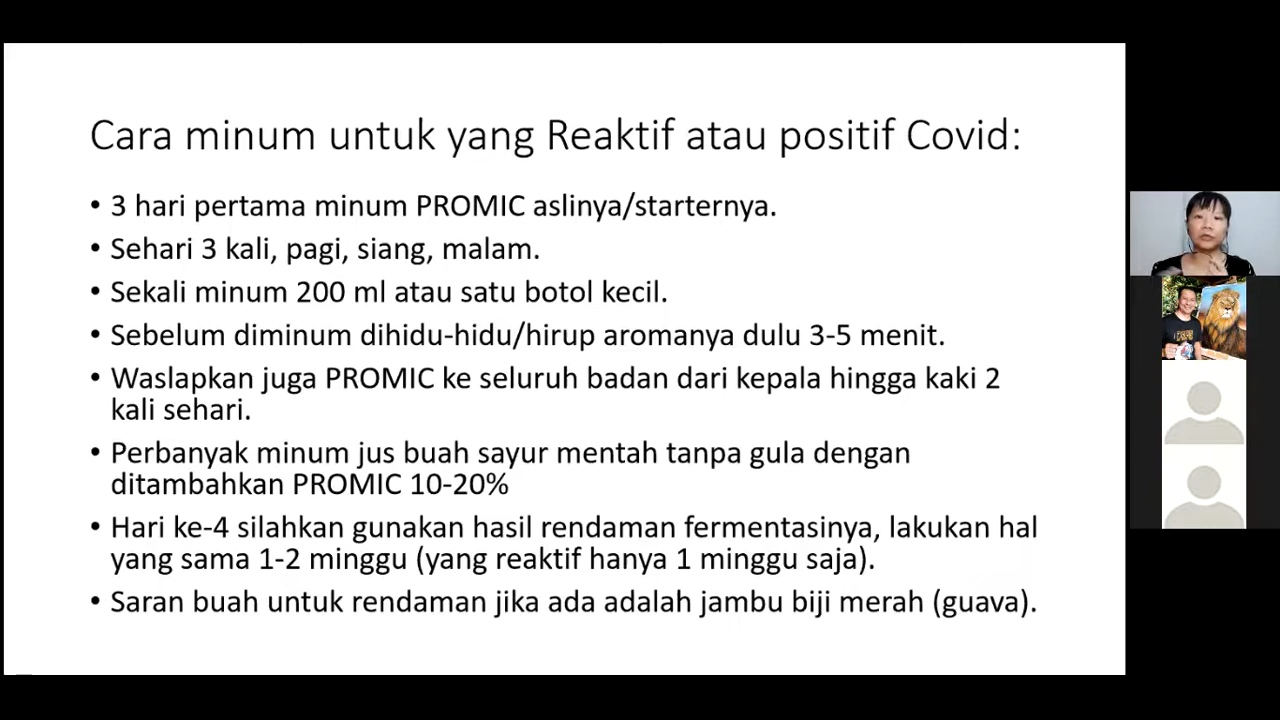 Cara minum untuk yang Reaktif atau positif Covid:
• 3 hari pertama minum PROMIC aslinya/starternya.
• Sehari 3 kali, pagi, siang, malam.
• Sekali minum 200 ml atau satu botol kecil.
• Sebelum diminum dihidu-hidu/hirup aromanya dulu 3-5 menit.
• Waslapkan juga PROMIC ke seluruh badan dari kepala hingga kaki 2
kali sehari.
• Perbanyak minum jus buah sayur mentah tanpa gula dengan
ditambahkan PROMIC 10-20%
• Hari ke-4 silahkan gunakan hasil rendaman fermentasinya, lakukan hal
yang sama 1-2 minggu (yang reaktif hanya 1 minggu saja).
• Saran buah untuk rendaman jika ada adalah jambu biji merah (guava).